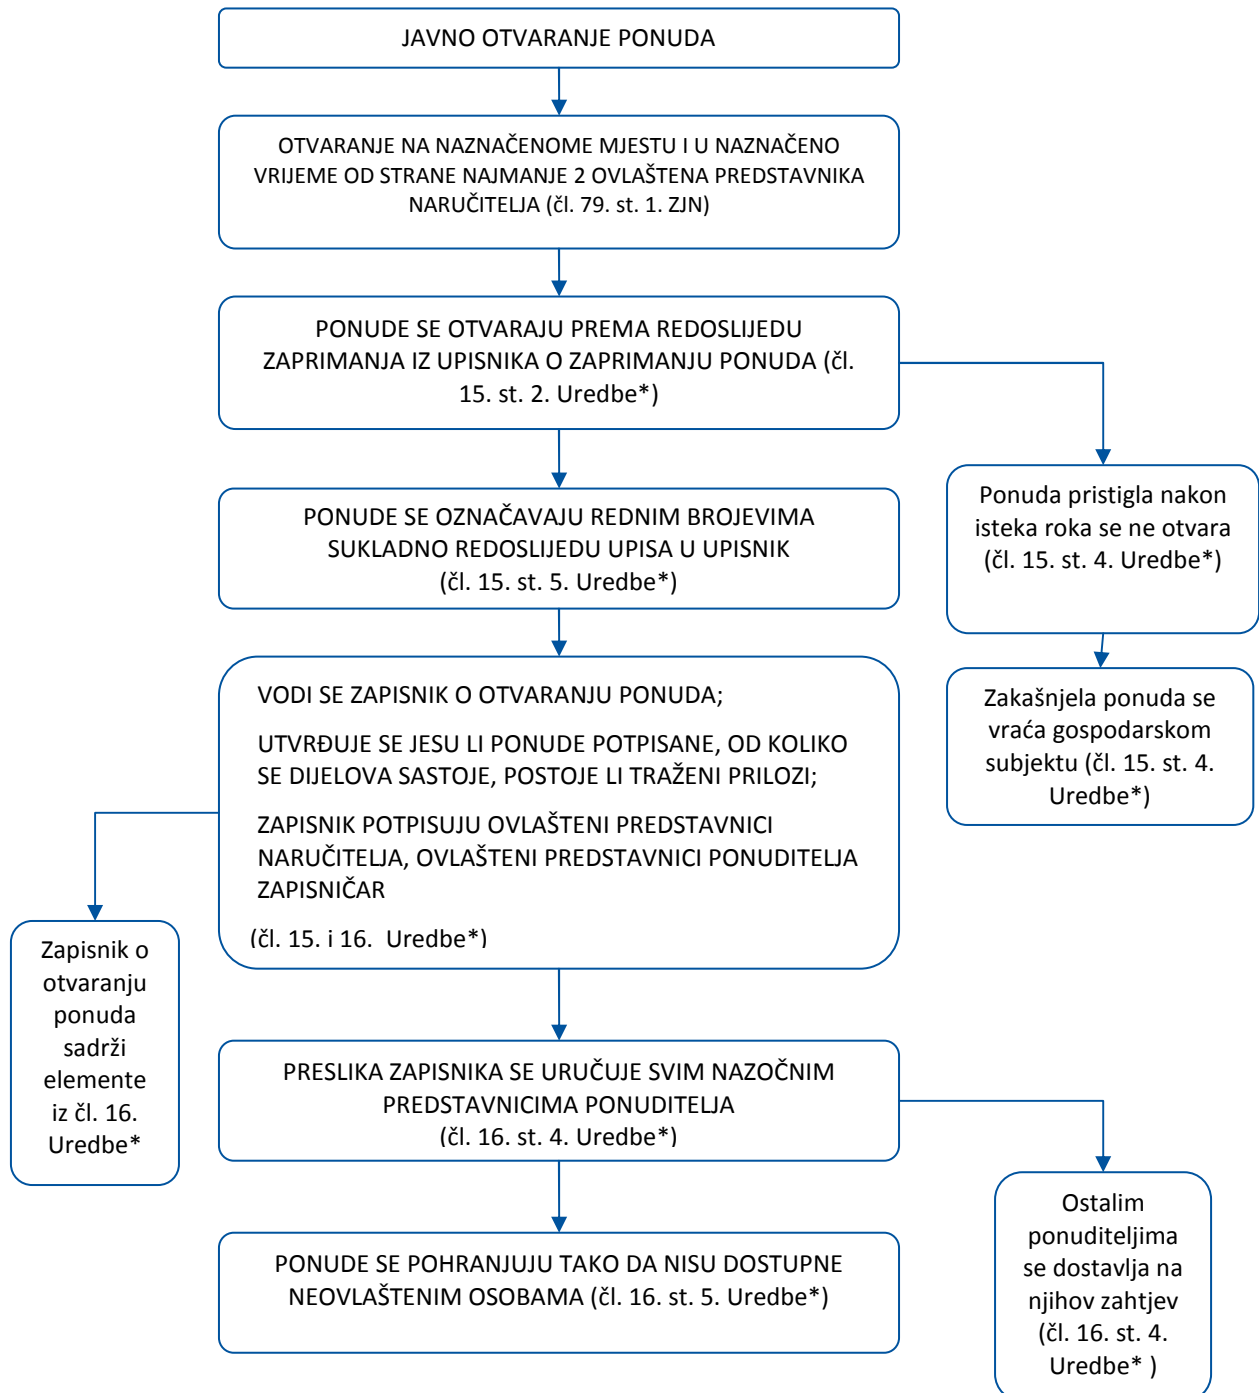 JAVNO OTVARANJE PONUDA
OTVARANJE NA NAZNAČENOME MJESTU I U NAZNAČENO
VRIJEME OD STRANE NAJMANJE 2 OVLAŠTENA PREDSTAVNIKA
NARUČITELJA (čl. 79. st. 1. ZJN)
PONUDE SE OTVARAJU PREMA REDOSLIJEDU
ZAPRIMANJA IZ UPISNIKA O ZAPRIMANJU PONUDA (čl.
15. st. 2. Uredbe*)
Ponuda pristigla nakon
isteka roka se ne otvara
(čl. 15. st. 4. Uredbe*)
Zakašnjela ponuda se
vraća gospodarskom
subjektu (čl. 15. st. 4.
Uredbe*)
PONUDE SE OZNAČAVAJU REDNIM BROJEVIMA
SUKLADNO REDOSLIJEDU UPISA U UPISNIK
(čl. 15. st. 5. Uredbe*)
VODI SE ZAPISNIK O OTVARANJU PONUDA;
UTVRĐUJE SE JESU LI PONUDE POTPISANE, OD KOLIKO
SE DIJELOVA SASTOJE, POSTOJE LI TRAŽENI PRILOZI;
ZAPISNIK POTPISUJU OVLAŠTENI PREDSTAVNICI
NARUČITELJA, OVLAŠTENI PREDSTAVNICI PONUDITELJA
ZAPISNIČAR
(čl. 15. i 16.  Uredbe*)
Zapisnik o
otvaranju
ponuda
sadrži
elemente
iz čl. 16.
Uredbe*
PRESLIKA ZAPISNIKA SE URUČUJE SVIM NAZOČNIM
PREDSTAVNICIMA PONUDITELJA
(čl. 16. st. 4. Uredbe*)
Ostalim
ponuditeljima
se dostavlja na
njihov zahtjev
(čl. 16. st. 4.
Uredbe* )
PONUDE SE POHRANJUJU TAKO DA NISU DOSTUPNE
NEOVLAŠTENIM OSOBAMA (čl. 16. st. 5. Uredbe*)